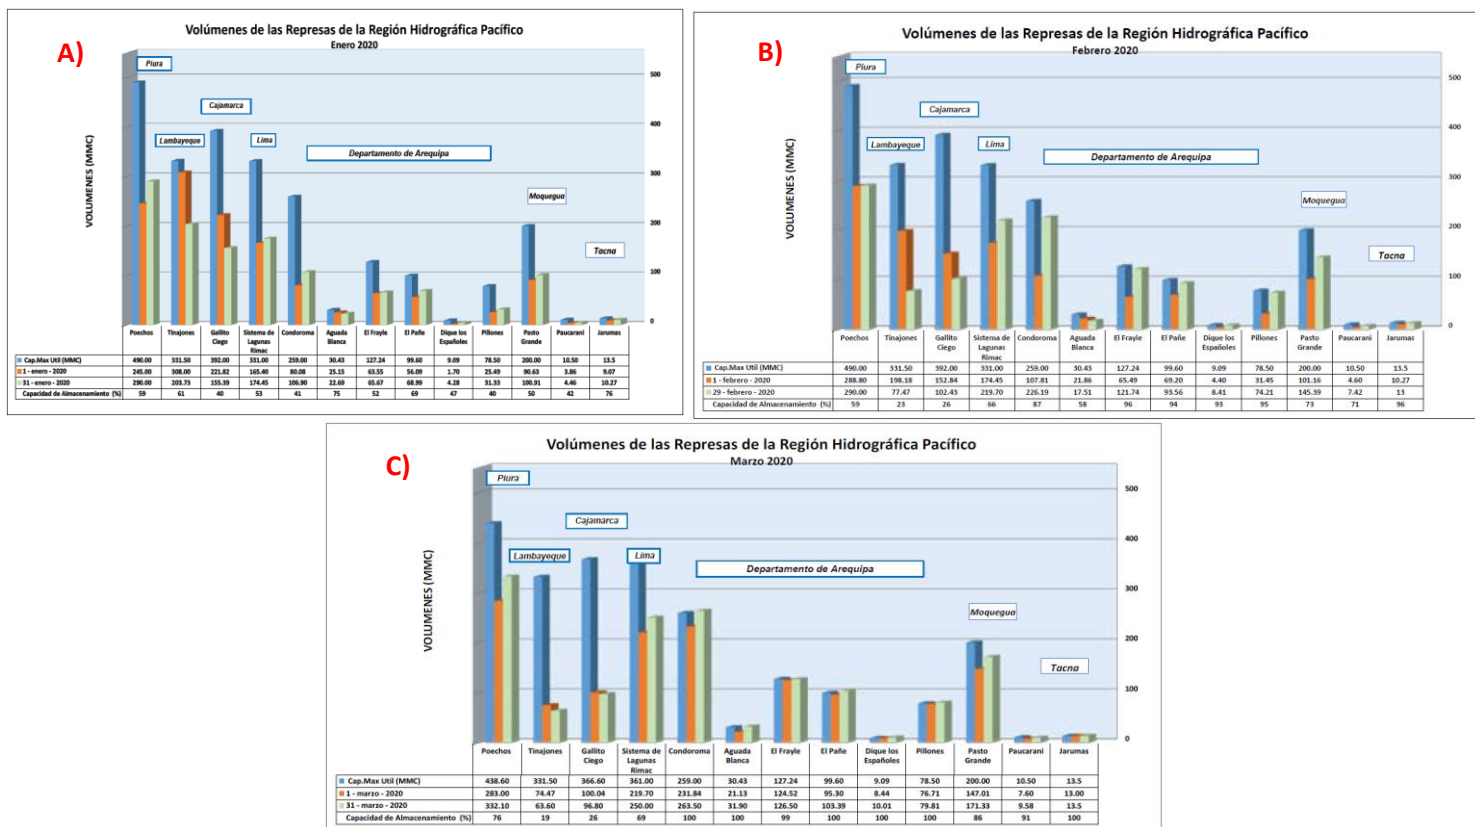 A)
Volúmenes de las Represas de la Región Hidrográfica Pacífico
Enero 2020
Piura
Cajamarca
Lambayeque
Lima
Departamento de Arequipa
Moquegua
Tacna
VOLUMENES (MMC)
500
400
300
200
100
0
Poechos Tinajones Gallito Ciego Sistema de Lagunas Rimac Condoroma Aguada Blanca El Frayle El Pañe Dique los Españoles Pillones Pasto Grande Paucarani Jarumas
Cap.Max Util (MMC) 490.00 331.50 392.00 331.00 259.00 30.43 127.24 99.60 9.09 78.50 200.00 10.50 13.5
1 - enero - 2020 245.00 308.00 221.82 165.40 80.08 25.15 63.55 56.09 1.70 25.49 90.63 3.86 9.07
31 - enero - 2020 290.00 203.73 155.39 174.45 106.90 22.69 65.67 68.99 4.28 31.33 100.91 4.46 10.27
Capacidad de Almacenamiento (%) 59 61 40 53 41 75 52 69 47 40 50 42 76
B)
Volúmenes de las Represas de la Región Hidrográfica Pacífico
Febrero 2020
Piura
Cajamarca
Lambayeque
Lima
Departamento de Arequipa
Moquegua
Tacna
VOLUMENES (MMC)
500
400
300
200
100
0
Poechos Tinajones Gallito Ciego Sistema de Lagunas Rimac Condoroma Aguada Blanca El Frayle El Pañe Dique los Españoles Pillones Pasto Grande Paucarani Jarumas
Cap.Max Util (MMC) 490.00 331.50 392.00 331.00 259.00 30.43 127.24 99.60 9.09 78.50 200.00 10.50 13.5
1 - febrero - 2020 288.80 198.18 152.84 174.45 107.81 21.86 65.49 69.20 4.40 31.45 101.16 4.60 10.27
29 - febrero - 2020 290.00 77.47 102.43 219.70 226.19 17.51 121.74 93.56 8.41 74.21 145.39 7.42 13
Capacidad de Almacenamiento (%) 59 23 26 66 87 58 96 94 93 95 73 71 96
C)
Volúmenes de las Represas de la Región Hidrográfica Pacífico
Marzo 2020
Piura
Cajamarca
Lambayeque
Lima
Departamento de Arequipa
Moquegua
Tacna
VOLUMENES (MMC)
500
400
300
200
100
0
Poechos Tinajones Gallito Ciego Sistema de Lagunas Rimac Condoroma Aguada Blanca El Frayle El Pañe Dique los Españoles Pillones Pasto Grande Paucarani Jarumas
Cap.Max Util (MMC) 438.60 331.50 366.60 361.00 259.00 30.43 127.24 99.60 9.09 78.50 200.00 10.50 13.5
1 - marzo - 2020 283.00 74.47 100.04 219.70 231.84 21.13 124.52 95.30 8.44 76.71 147.01 7.60 13.00
31 - marzo - 2020 332.10 63.60 96.80 250.00 263.50 31.90 126.50 103.39 10.01 79.81 171.33 9.58 13.5
Capacidad de Almacenamiento (%) 76 19 26 69 100 100 99 100 100 100 86 91 100